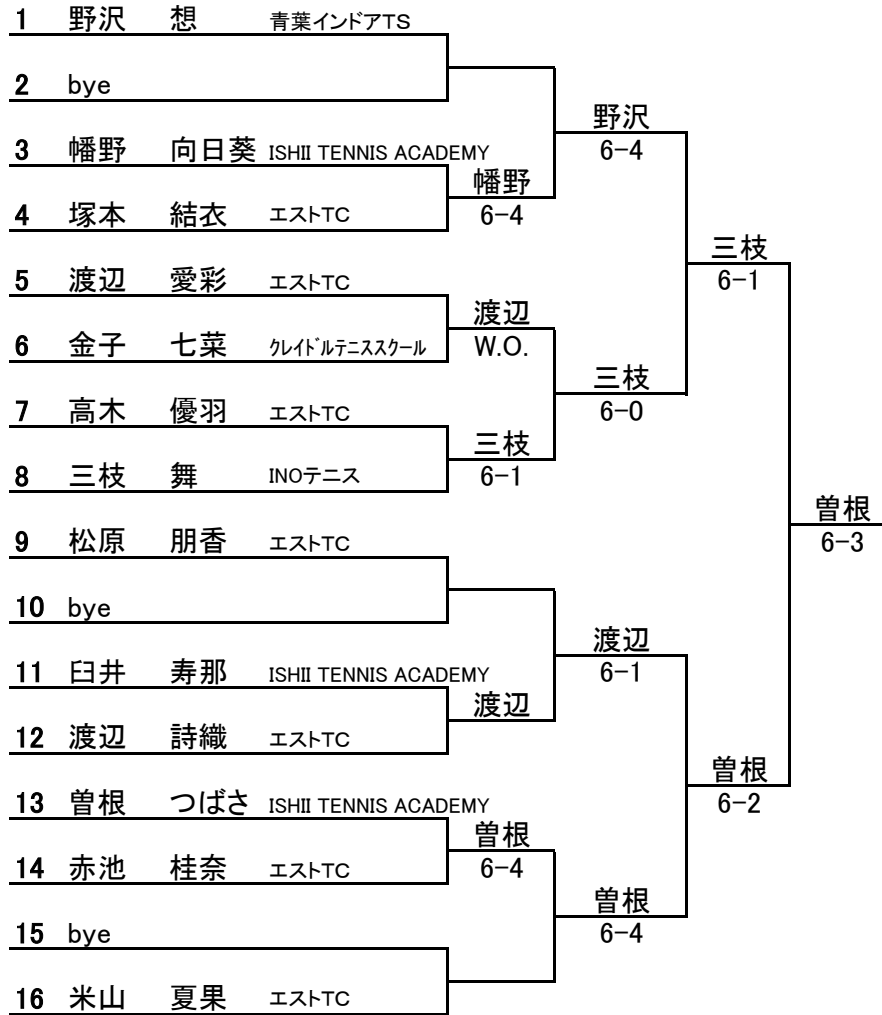 1 野沢 想 青葉インドアTS
2 bye
野沢
6-4
3 幡野 向日葵 ISHII TENNIS ACADEMY
幡野
6-4
4 塚本 結衣 エストTC
三枝
6-1
5 渡辺 愛彩 エストTC
渡辺
W.O.
6 金子 七菜 ｸﾚｲﾄﾞﾙﾃﾆｽｽｸｰﾙ
三枝
6-0
7 高木 優羽 エストTC
三枝
6-1
8 三枝 舞 INOテニス
曽根
6-3
9 松原 朋香 エストTC
10 bye
渡辺
6-1
11 臼井 寿那 ISHII TENNIS ACADEMY
渡辺
12 渡辺 詩織 エストTC
曽根
6-2
13 曽根 つばさ ISHII TENNIS ACADEMY
曽根
6-4
14 赤池 桂奈 エストTC
曽根
6-4
15 bye
16 米山 夏果 エストTC